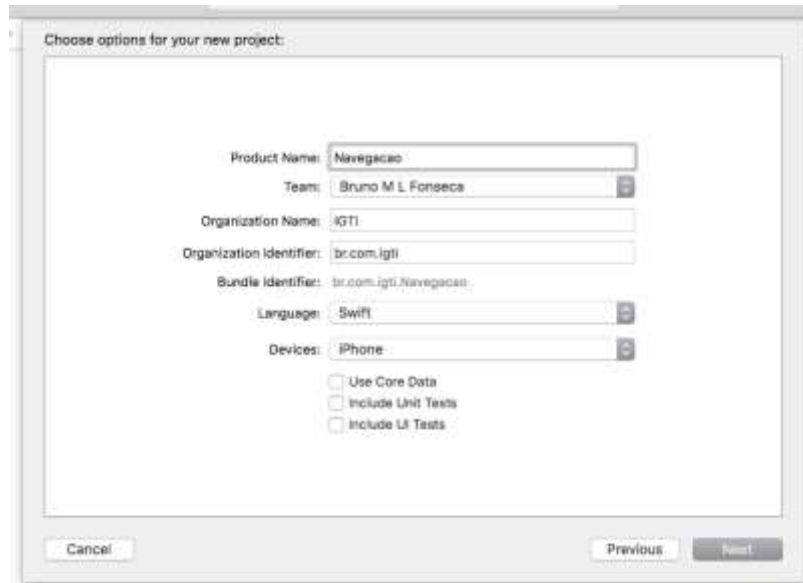 Choose options for your new project:
Product Name: Navegacao
Team: Bruno M L Fonseca
Organization Name: IGTI
Organization Identifier: br.com.igti
Bundle Identifier: br.com.igti.Navegacao
Language: Swift
Devices: iPhone
Use Core Data
Include Unit Tests
Include UI Tests
Cancel
Previous
Next